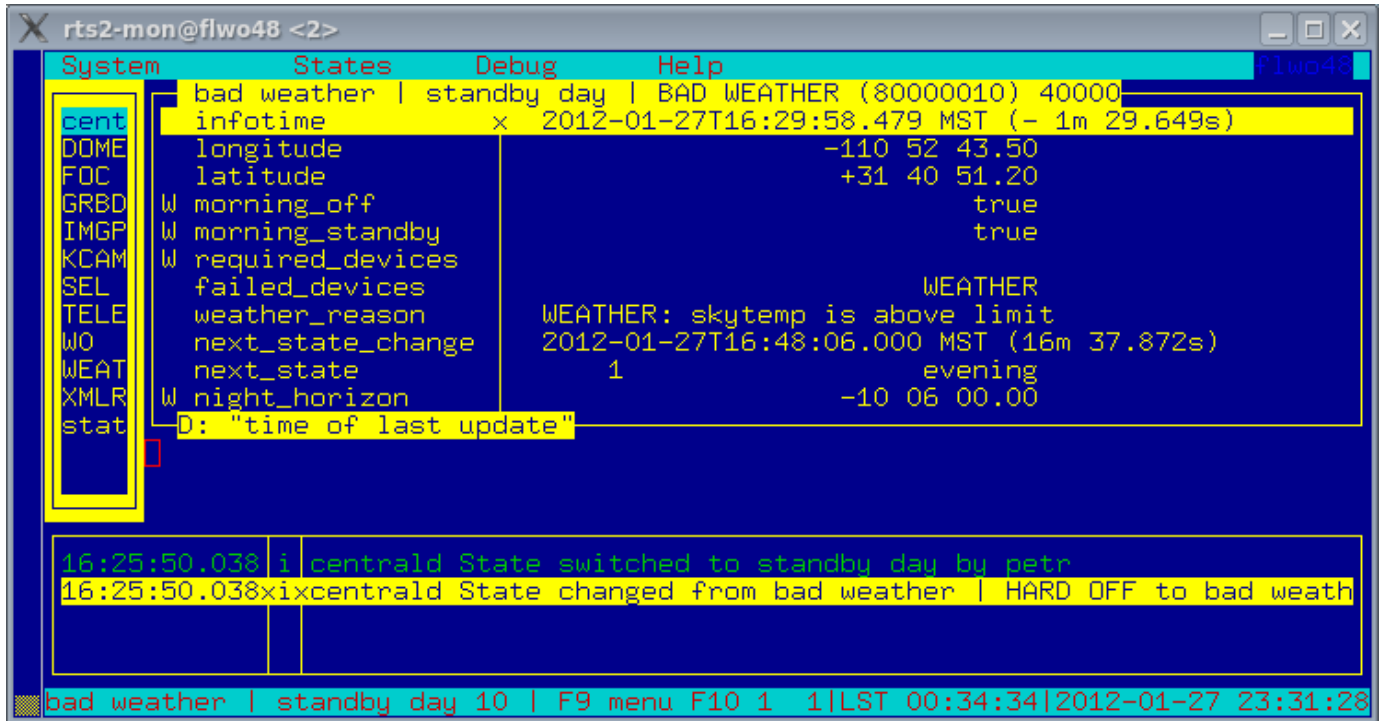 rts2-mon@flwo48 <2>
System States Debug Help flwo48
bad weather | standby day | BAD WEATHER (80000010) 40000
cent infotime x 2012-01-27T16:29:58.479 MST (- 1m 29.649s)
DOME longitude -110 52 43.50
FOC latitude +31 40 51.20
GRBD W morning_off true
IMGP W morning_standby true
KCAM W required_devices
SEL failed_devices WEATHER
TELE weather_reason WEATHER: skytemp is above limit
WO next_state_change 2012-01-27T16:48:06.000 MST (16m 37.872s)
WEAT next_state 1 evening
XMLR W night_horizon -10 06 00.00
stat D: "time of last update"
16:25:50.038 i centrald State switched to standby day by petr
16:25:50.038xixcentrald State changed from bad weather | HARD OFF to bad weath
bad weather | standby day 10 | F9 menu F10 1 1|LST 00:34:34|2012-01-27 23:31:28